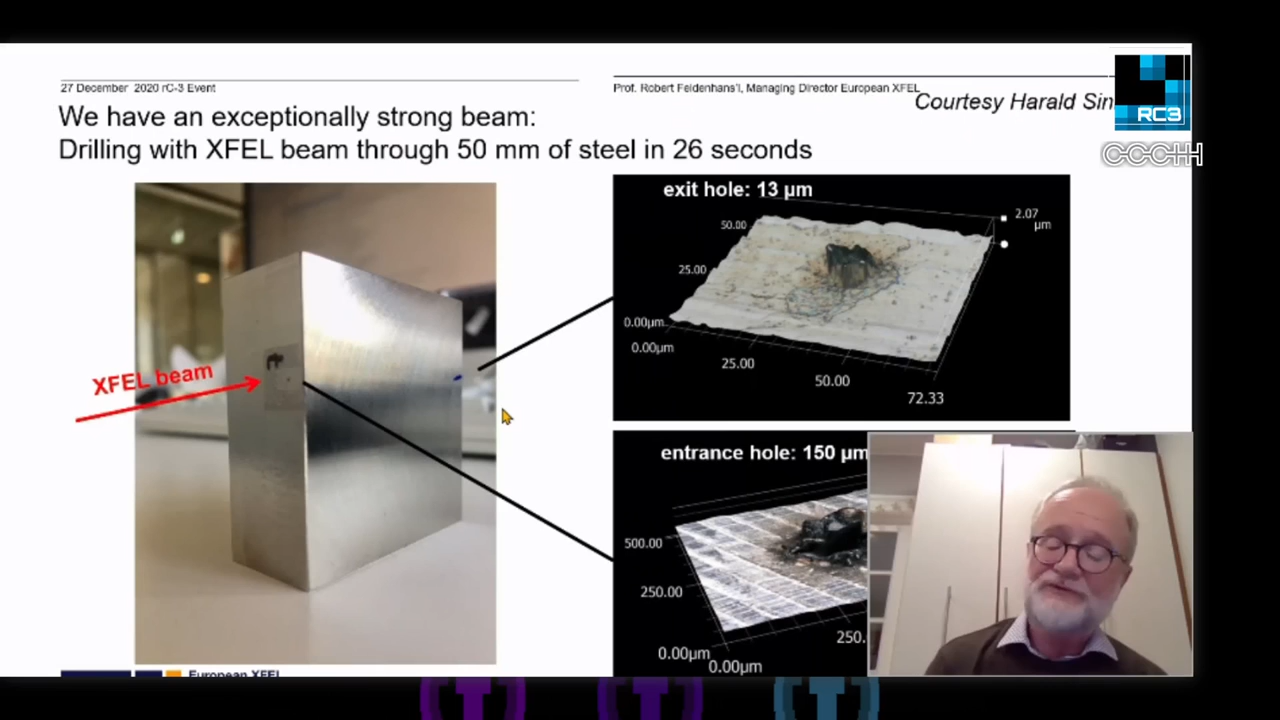 27 December 2020 rC-3 Event
Prof. Robert Feidenhans'l, Managing Director European XFEL
Courtesy Harald Sin
RC3
CCCHH
We have an exceptionally strong beam:
Drilling with XFEL beam through 50 mm of steel in 26 seconds
XFEL beam
exit hole: 13 µm
2.07
µm
50.00
25.00
0.00µm
0.00µm
25.00
50.00
72.33
entrance hole: 150 µm
500.00
250.00
0.00µm
0.00µm
250.
European XFEL